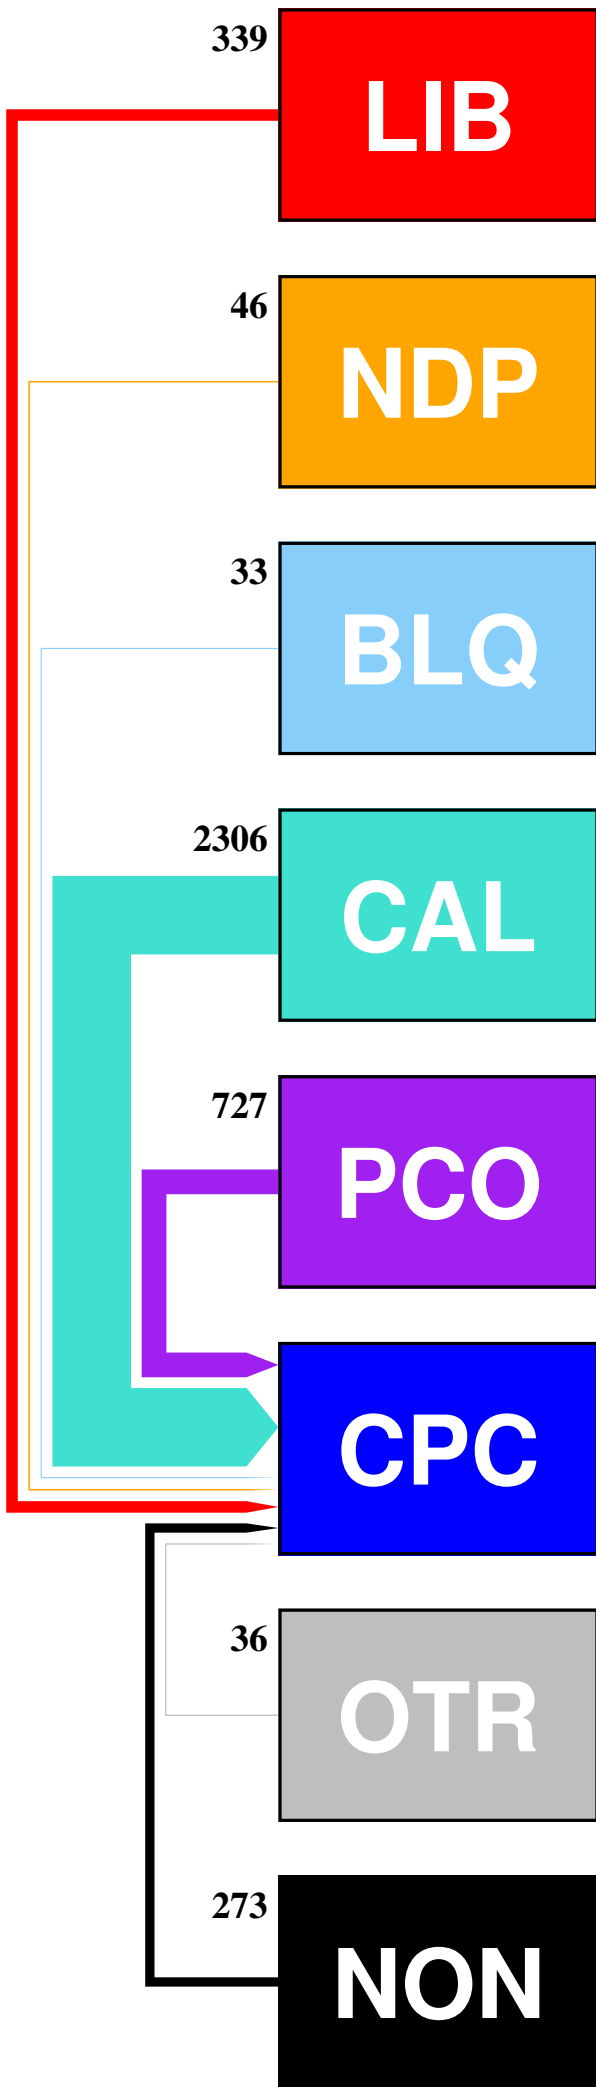 339
LIB
46
NDP
33
BLQ
2306
CAL
727
PCO
CPC
36
OTR
273
NON